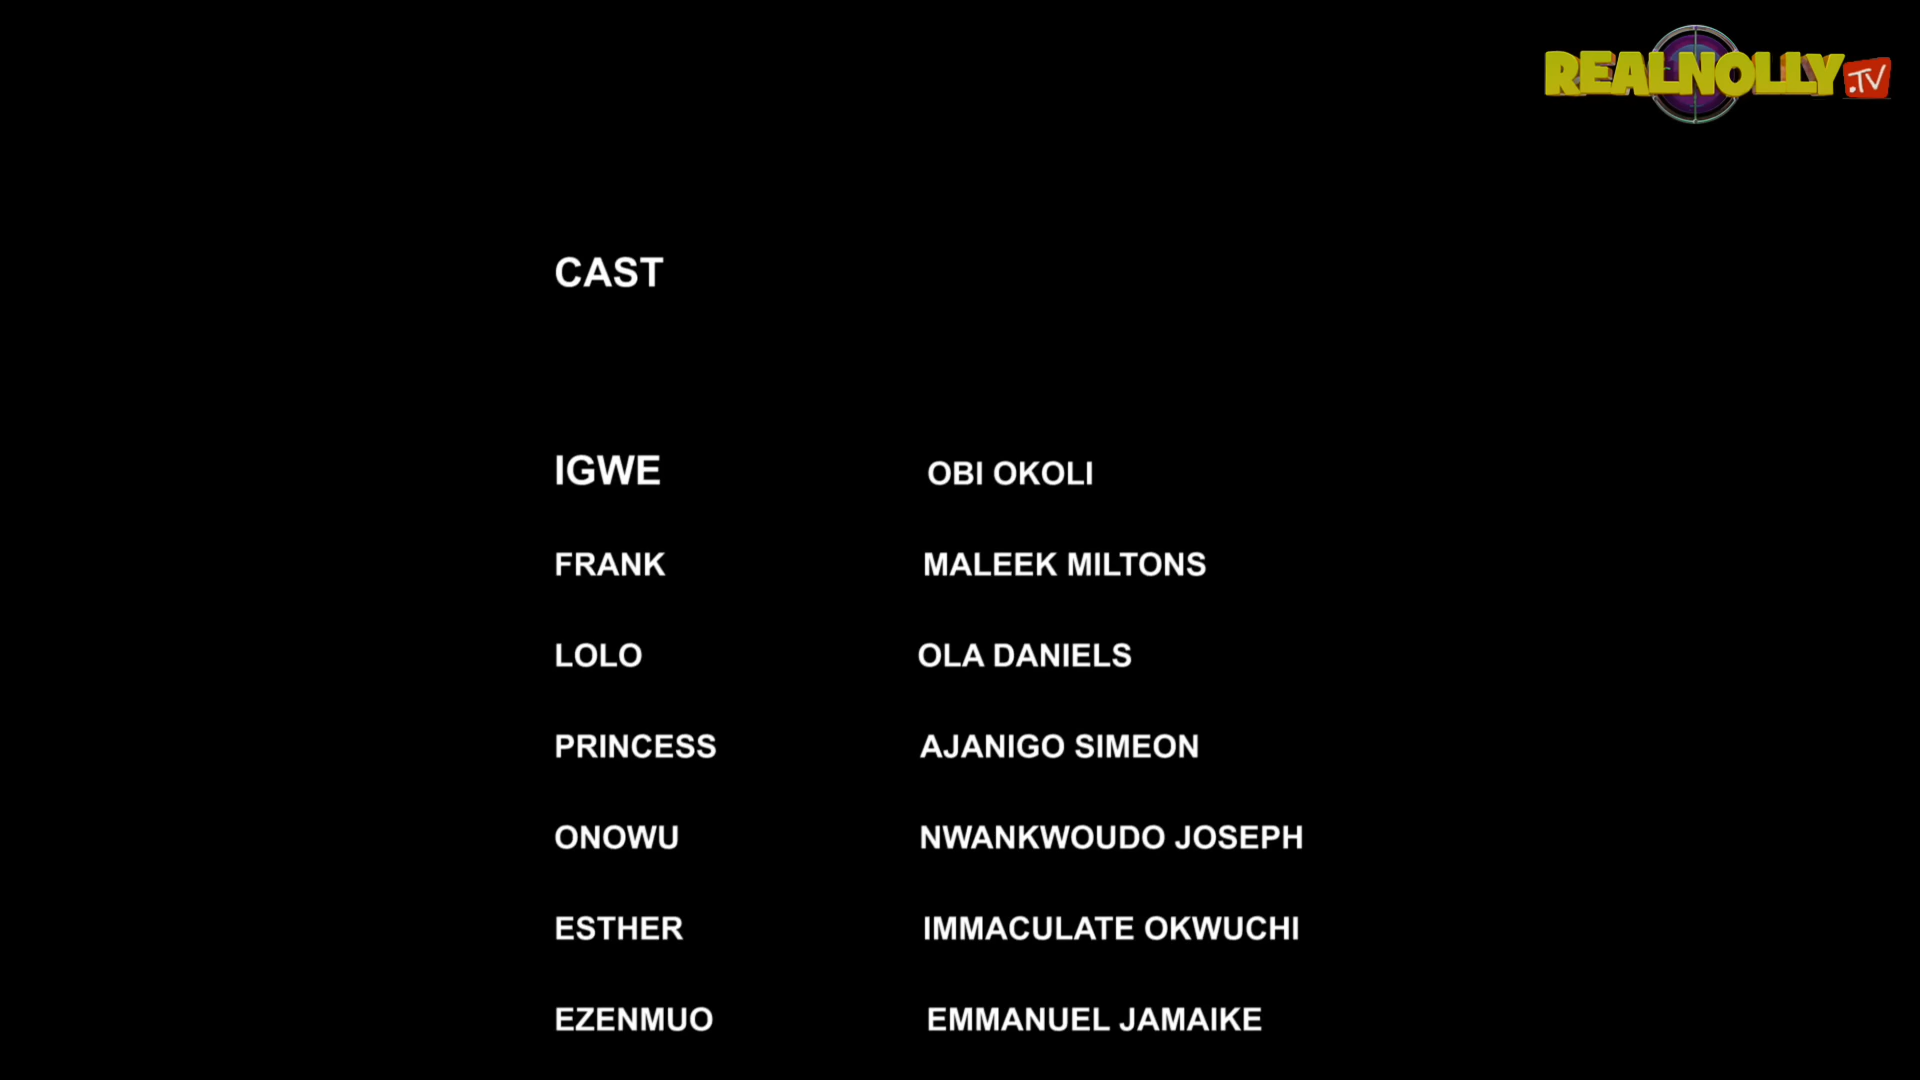 REALNOLLY.TV
CAST
IGWE OBI OKOLI
FRANK MALEEK MILTONS
LOLO OLA DANIELS
PRINCESS AJANIGO SIMEON
ONOWU NWANKWOUDO JOSEPH
ESTHER IMMACULATE OKWUCHI
EZENMUO EMMANUEL JAMAIKE